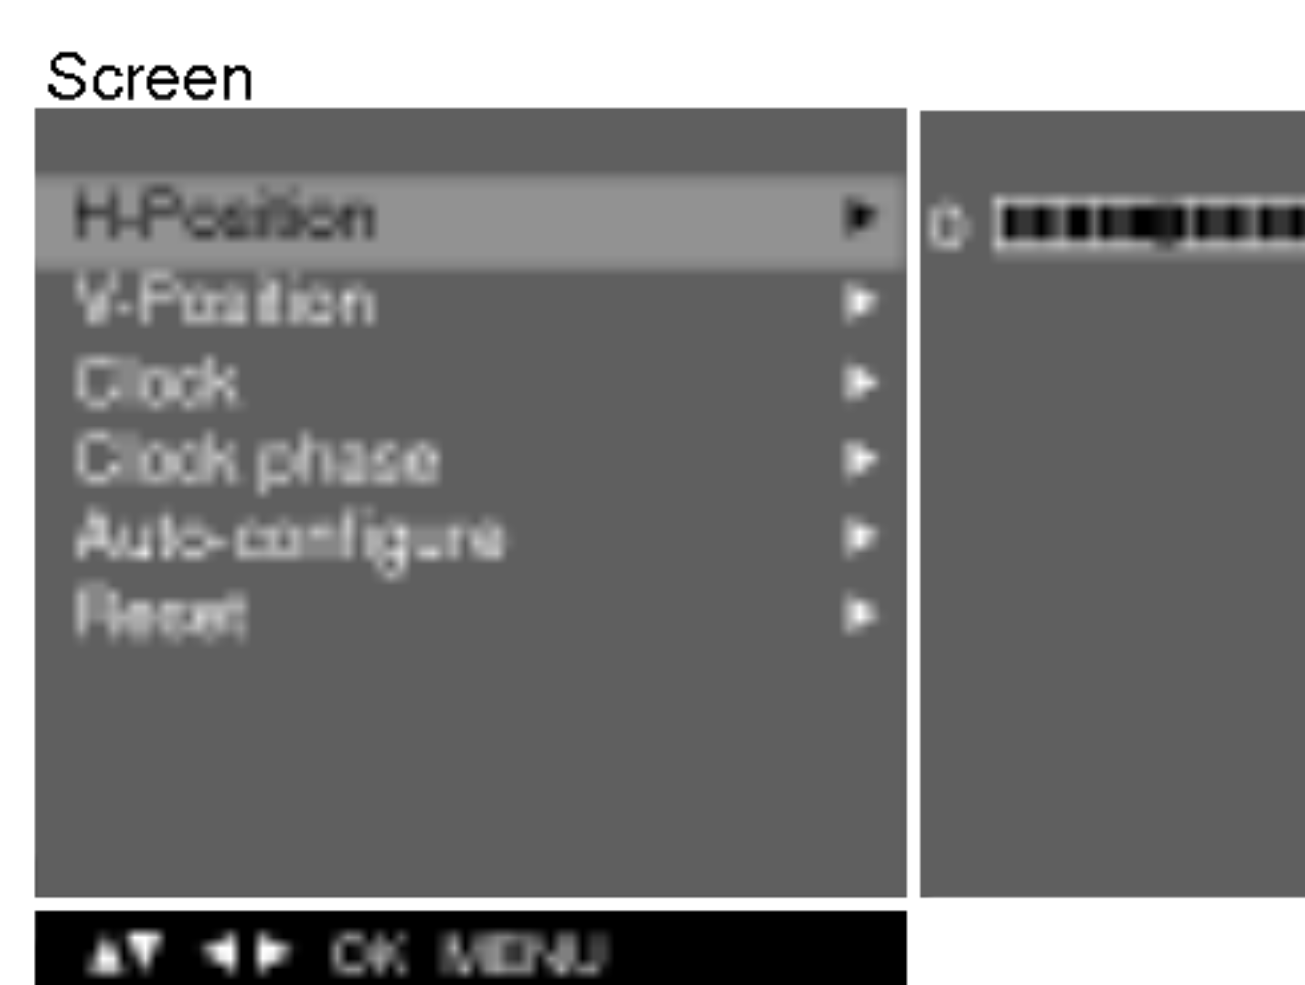 Screen
H-Position
0
V-Position
Clock
Clock phase
Auto-configure
Reset
OK MENU